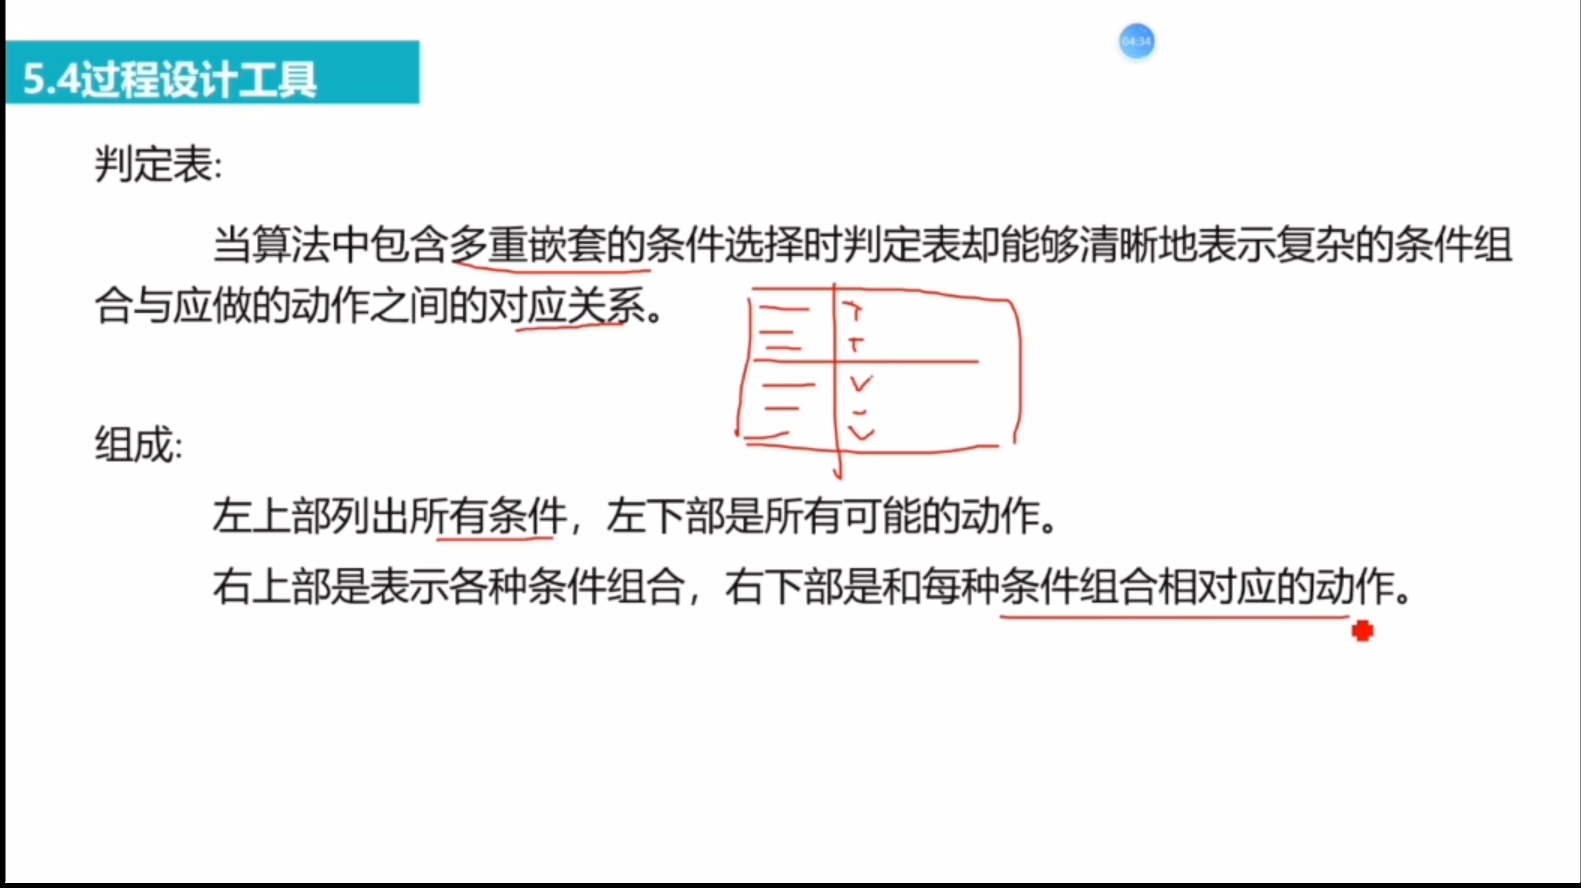 04:34
5.4过程设计工具
判定表:
当算法中包含多重嵌套的条件选择时判定表却能够清晰地表示复杂的条件组
合与应做的动作之间的对应关系。
T
T
组成:
左上部列出所有条件，左下部是所有可能的动作。
右上部是表示各种条件组合，右下部是和每种条件组合相对应的动作。